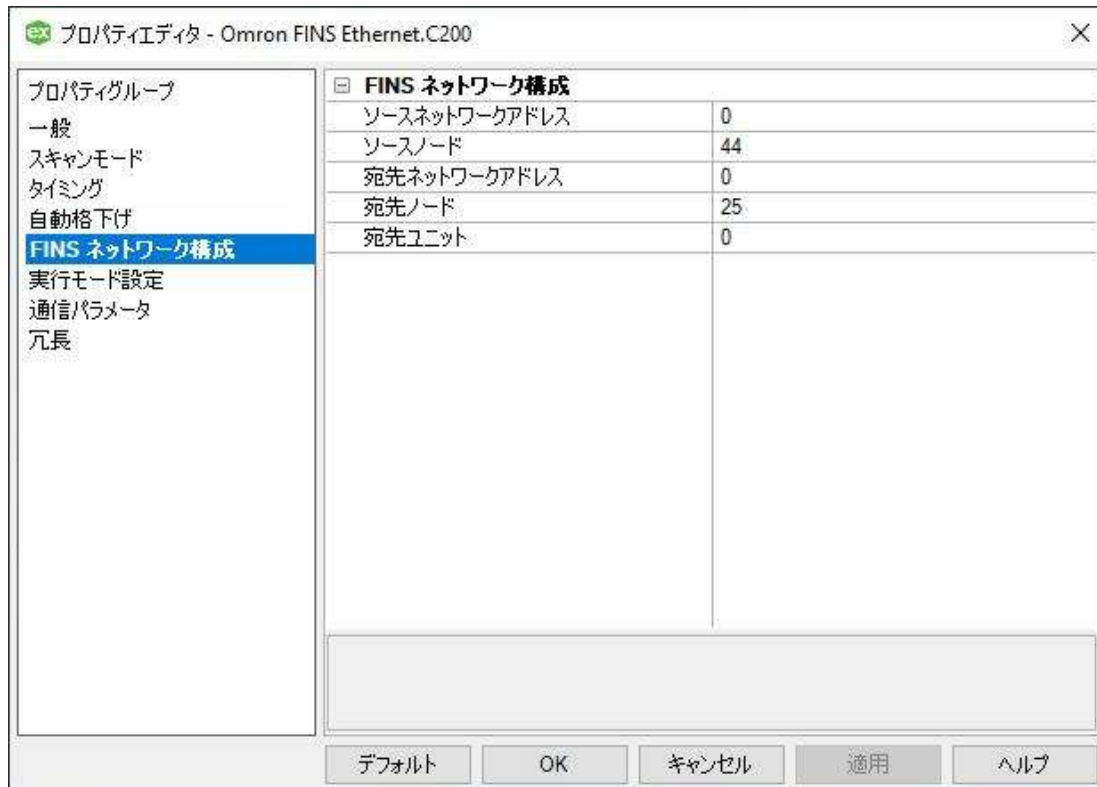 プロパティエディタ - Omron FINS Ethernet.C200
プロパティグループ
一般
スキャンモード
タイミング
自動格下げ
FINS ネットワーク構成
実行モード設定
通信パラメータ
冗長
FINS ネットワーク構成
ソースネットワークアドレス 0
ソースノード 44
宛先ネットワークアドレス 0
宛先ノード 25
宛先ユニット 0
デフォルト OK キャンセル 適用 ヘルプ